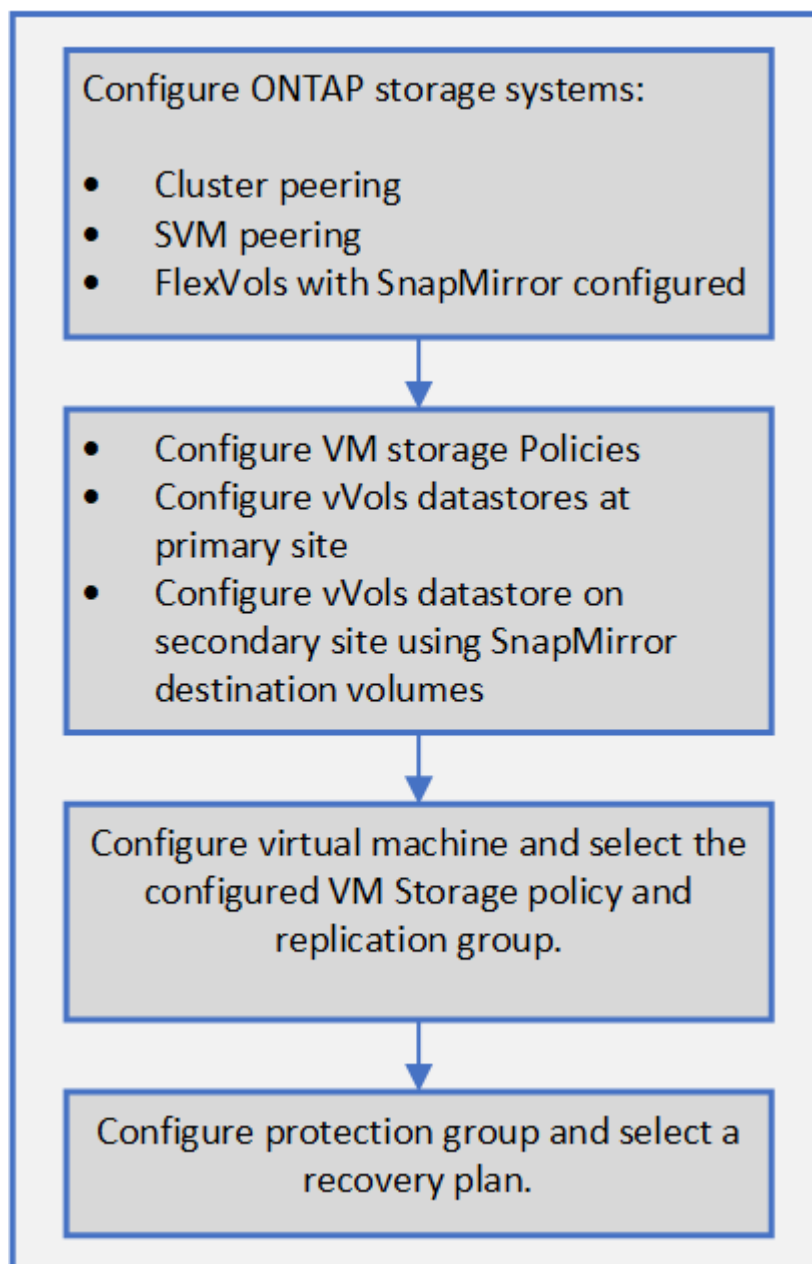 Configure ONTAP storage systems:
• Cluster peering
• SVM peering
• FlexVols with SnapMirror configured
• Configure VM storage Policies
• Configure vVols datastores at
primary site
• Configure vVols datastore on
secondary site using SnapMirror
destination volumes
Configure virtual machine and select the
configured VM Storage policy and
replication group.
Configure protection group and select a
recovery plan.